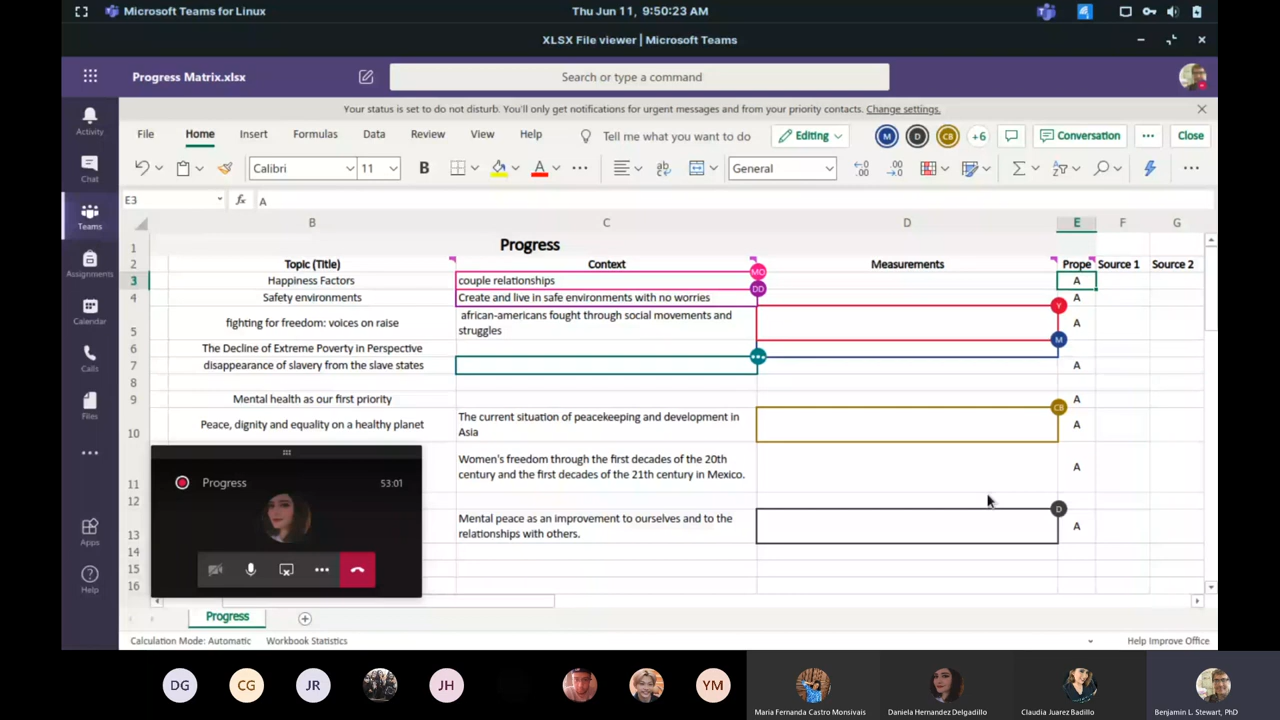 Microsoft Teams for Linux
Thu Jun 11, 9:50:23 AM
XLSX File viewer | Microsoft Teams
Progress Matrix.xlsx
Search or type a command
Your status is set to do not disturb. You'll only get notifications for urgent messages and from your priority contacts. Change settings.
File Home Insert Formulas Data Review View Help Tell me what you want to do Editing M D CB +6 Conversation Close
Calibri 11 B A General
E3 fx A
B C D E F G
1 Progress
2 Topic (Title) Context Measurements Prope Source 1 Source 2
3 Happiness Factors couple relationships MO A
4 Safety environments Create and live in safe environments with no worries DD A
5 fighting for freedom: voices on raise african-americans fought through social movements and
struggles Y A
6 The Decline of Extreme Poverty in Perspective M
7 disappearance of slavery from the slave states A
8
9 Mental health as our first priority A
10 Peace, dignity and equality on a healthy planet The current situation of peacekeeping and development in
Asia CB A
11 Women's freedom through the first decades of the 20th
century and the first decades of the 21th century in Mexico. A
12
13 Mental peace as an improvement to ourselves and to the
relationships with others. D A
14
15
16
Progress 53:01
Activity
Chat
Teams
Assignments
Calendar
Calls
Files
Apps
Help
Progress
Calculation Mode: Automatic Workbook Statistics Help Improve Office
DG CG JR JH YM
Maria Fernanda Castro Monsivais Daniela Hernandez Delgadillo Claudia Juarez Badillo Benjamin L. Stewart, PhD